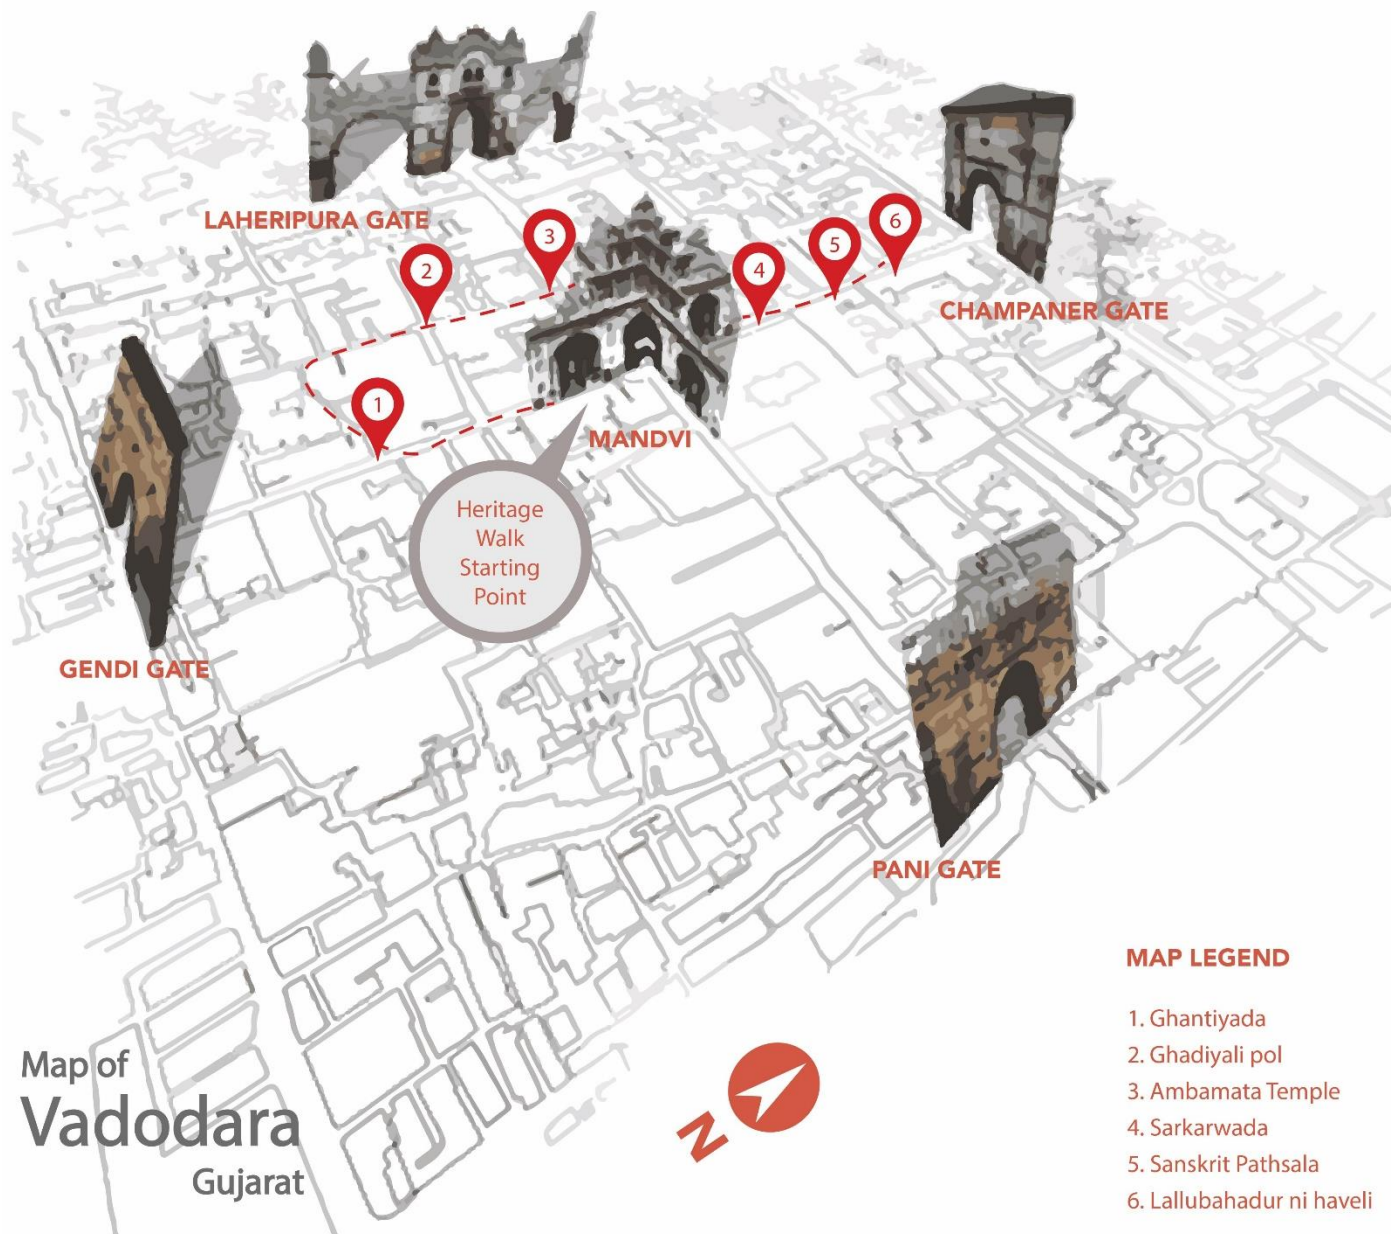 LAHERIPURA GATE
CHAMPANER GATE
1
2
3
4
5
6
MANDVI
Heritage
Walk
Starting
Point
GENDI GATE
PANI GATE
MAP LEGEND
1. Ghantiyada
2. Ghadiyali pol
3. Ambamata Temple
4. Sarkarwada
5. Sanskrit Pathsala
6. Lallubahadur ni haveli
Map of
Vadodara
Gujarat
N